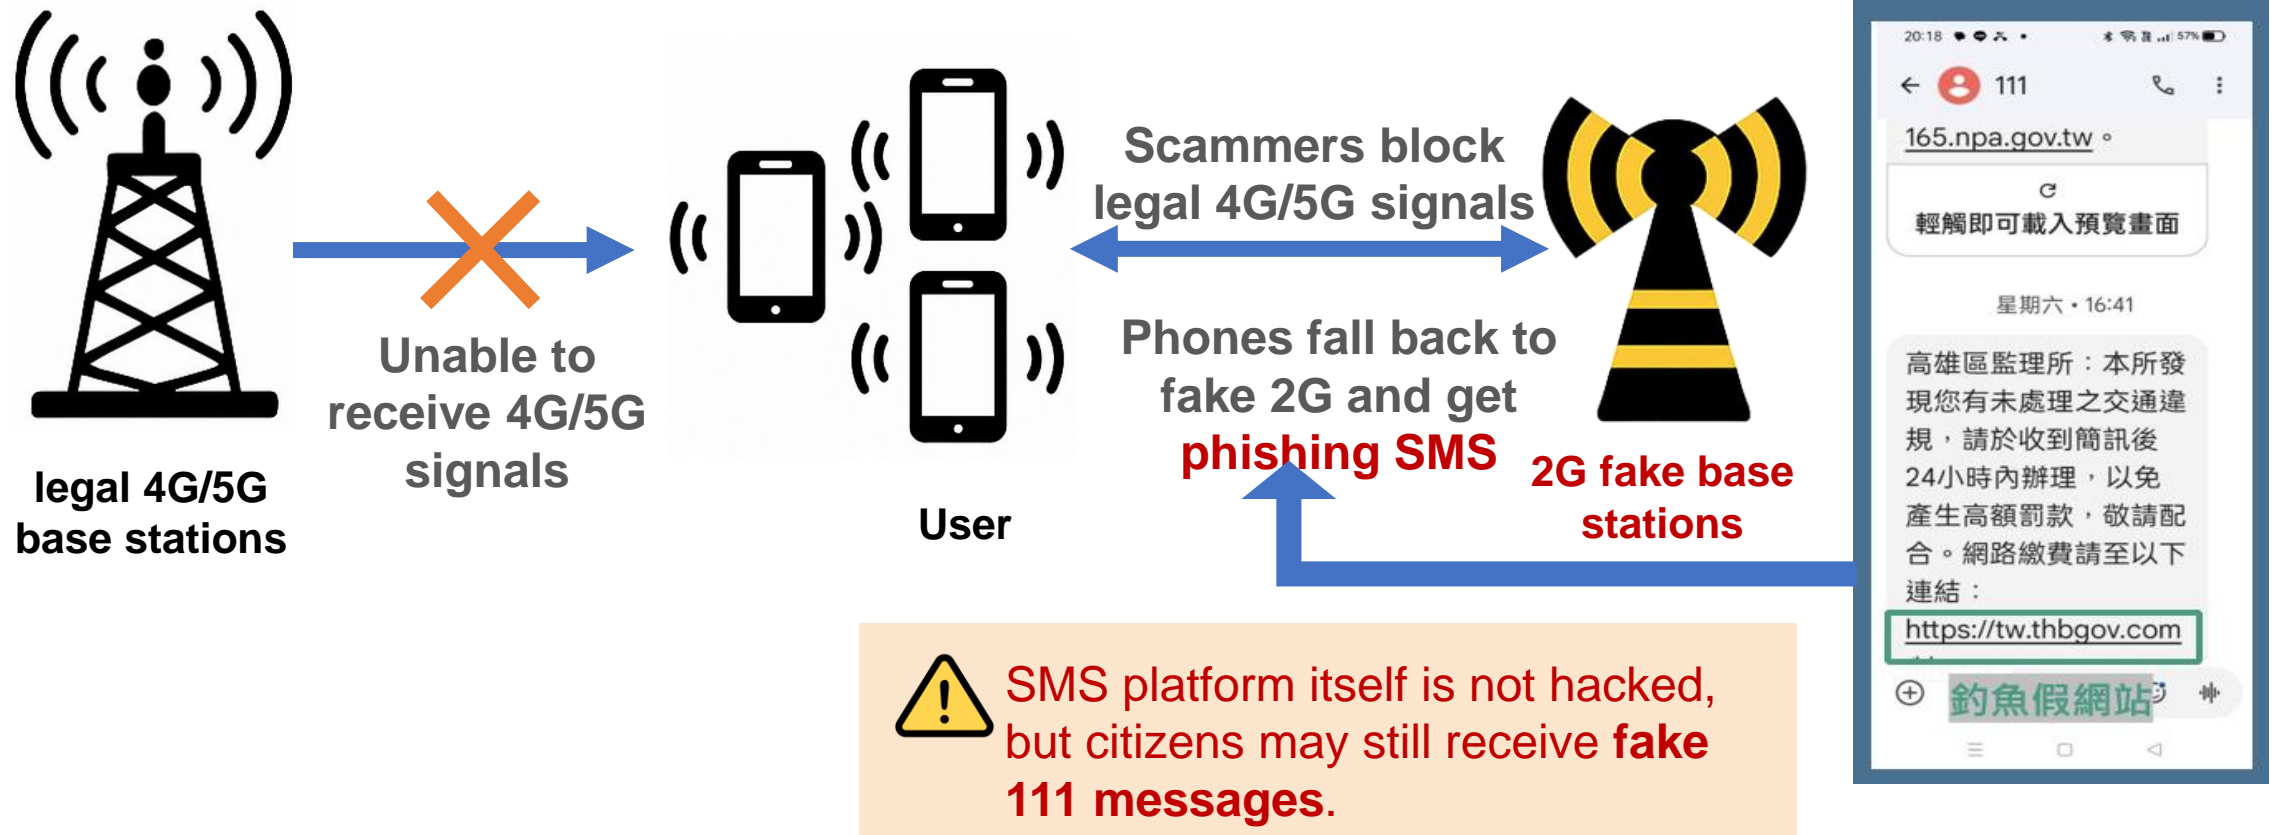 legal 4G/5G
base stations
Unable to
receive 4G/5G
signals
User
Scammers block
legal 4G/5G signals
Phones fall back to
fake 2G and get
phishing SMS
2G fake base
stations
SMS platform itself is not hacked,
but citizens may still receive fake
111 messages.
20:18
57%
111
165.npa.gov.tw。
輕觸即可載入預覽畫面
星期六・16:41
高雄區監理所：本所發
現您有未處理之交通違
規，請於收到簡訊後
24小時內辦理，以免
產生高額罰款，敬請配
合。網路繳費請至以下
連結：
https://tw.thbgov.com
釣魚假網站